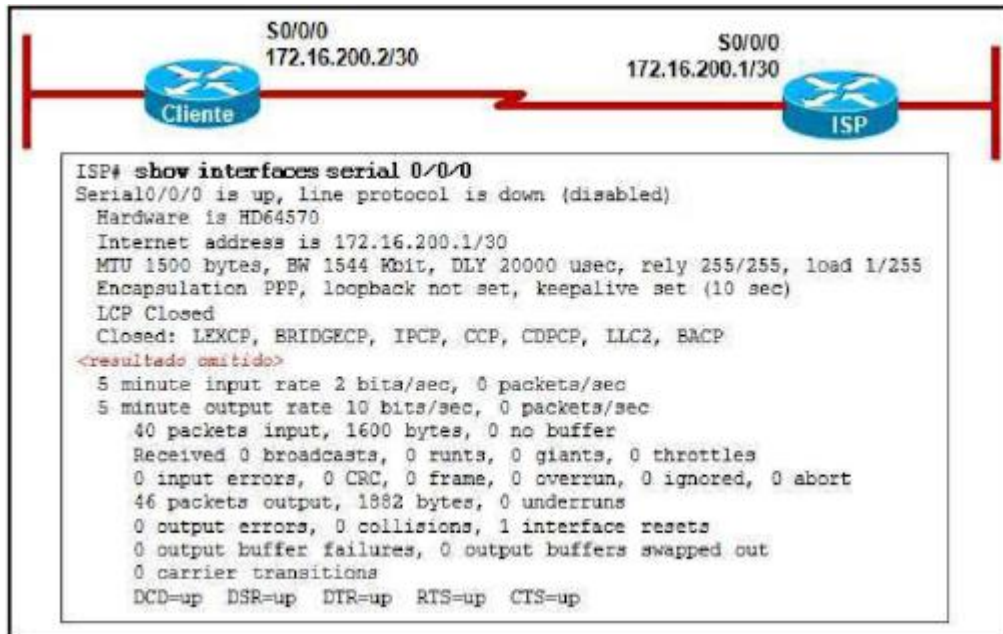 S0/0/0
172.16.200.2/30
S0/0/0
172.16.200.1/30
Cliente
ISP
ISP# show interfaces serial 0/0/0
Serial0/0/0 is up, line protocol is down (disabled)
Hardware is HD64570
Internet address is 172.16.200.1/30
MTU 1500 bytes, BW 1544 Kbit, DLY 20000 usec, rely 255/255, load 1/255
Encapsulation PPP, loopback not set, keepalive set (10 sec)
LCP Closed
Closed: LEXCP, BRIDGECP, IPCP, CCP, CDPCP, LLC2, BACP
<resultado omitido>
5 minute input rate 2 bits/sec, 0 packets/sec
5 minute output rate 10 bits/sec, 0 packets/sec
40 packets input, 1600 bytes, 0 no buffer
Received 0 broadcasts, 0 runts, 0 giants, 0 throttles
0 input errors, 0 CRC, 0 frame, 0 overrun, 0 ignored, 0 abort
46 packets output, 1882 bytes, 0 underruns
0 output errors, 0 collisions, 1 interface resets
0 output buffer failures, 0 output buffers swapped out
0 carrier transitions
DCD=up DSR=up DTR=up RTS=up CTS=up